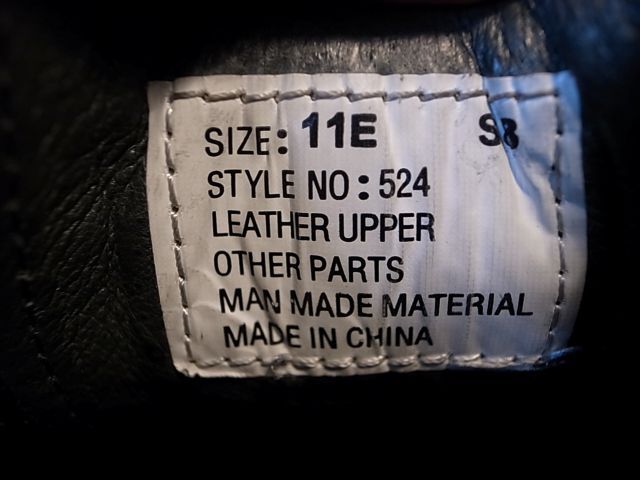 SIZE: 11E S8
STYLE NO: 524
LEATHER UPPER
OTHER PARTS
MAN MADE MATERIAL
MADE IN CHINA